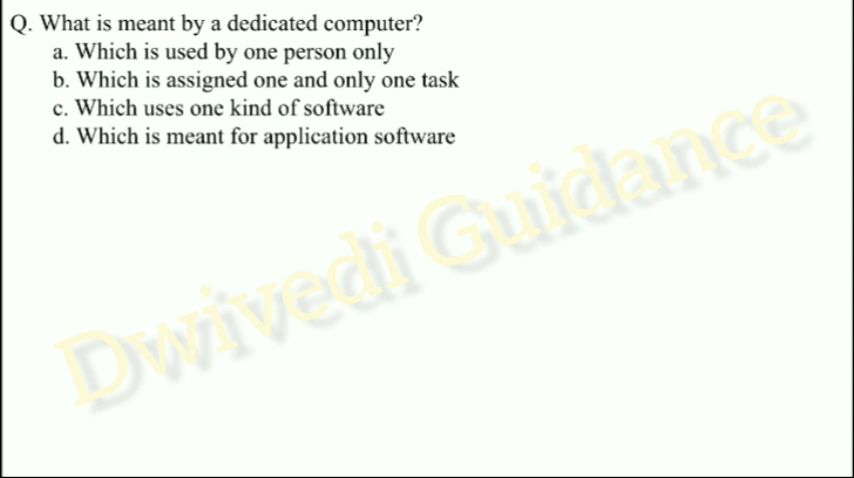 Q. What is meant by a dedicated computer?
a. Which is used by one person only
b. Which is assigned one and only one task
c. Which uses one kind of software
d. Which is meant for application software
Dwivedi Guidance